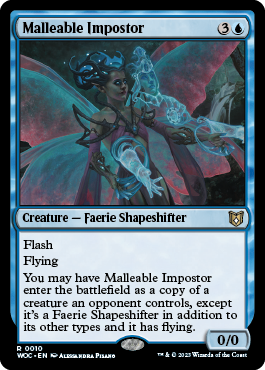 Malleable Impostor 3
Creature — Faerie Shapeshifter
Flash
Flying
You may have Malleable Impostor
enter the battlefield as a copy of a
creature an opponent controls, except
it's a Faerie Shapeshifter in addition to
its other types and it has flying.
0/0
R 0010
WOC • EN Alessandra Pisano
™ & © 2023 Wizards of the Coast